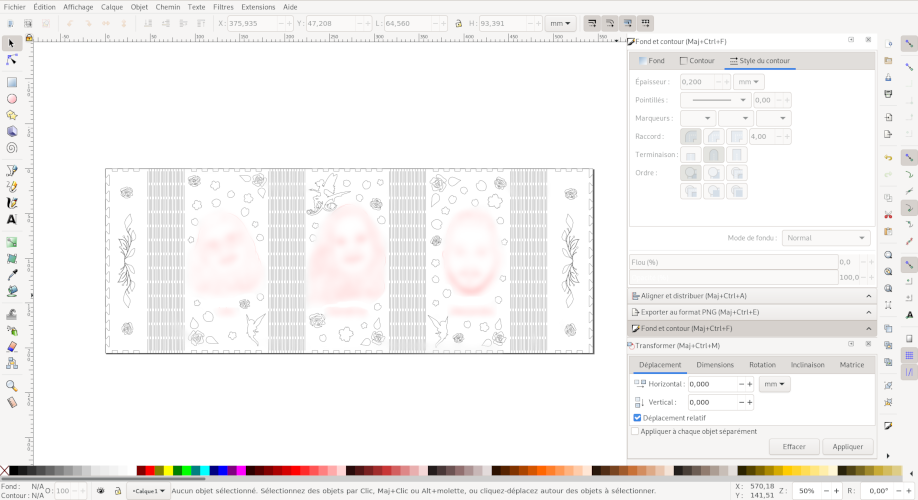 Fichier Édition Affichage Calque Objet Chemin Texte Filtres Extensions Aide
X: 375,935 − + Y: 47,208 − + L: 64,560 − + H: 93,391 − + mm
Fond et contour (Maj+Ctrl+F)
Fond Contour Style du contour
Épaisseur : 0,200 − + mm
Pointillés : 0,00 − +
Marqueurs :
Raccord : 4,00 − +
Terminaison :
Ordre :
Mode de fondu : Normal
Flou (%) 0,0
100,0
Aligner et distribuer (Maj+Ctrl+A)
Exporter au format PNG (Maj+Ctrl+E)
Fond et contour (Maj+Ctrl+F)
Transformer (Maj+Ctrl+M)
Déplacement Dimensions Rotation Inclinaison Matrice
Horizontal : 0,000 − + mm
Vertical : 0,000 − +
Déplacement relatif
Appliquer à chaque objet séparément
Effacer Appliquer
Fond : N/A
Contour : N/A
O: 100 − + •Calque1 Aucun objet sélectionné. Sélectionnez des objets par Clic, Maj+Clic ou Alt+molette, ou cliquez-déplacez autour des objets à sélectionner.
X: 570,18
Y: 141,51
Z: 50% − + R: 0,00° − +